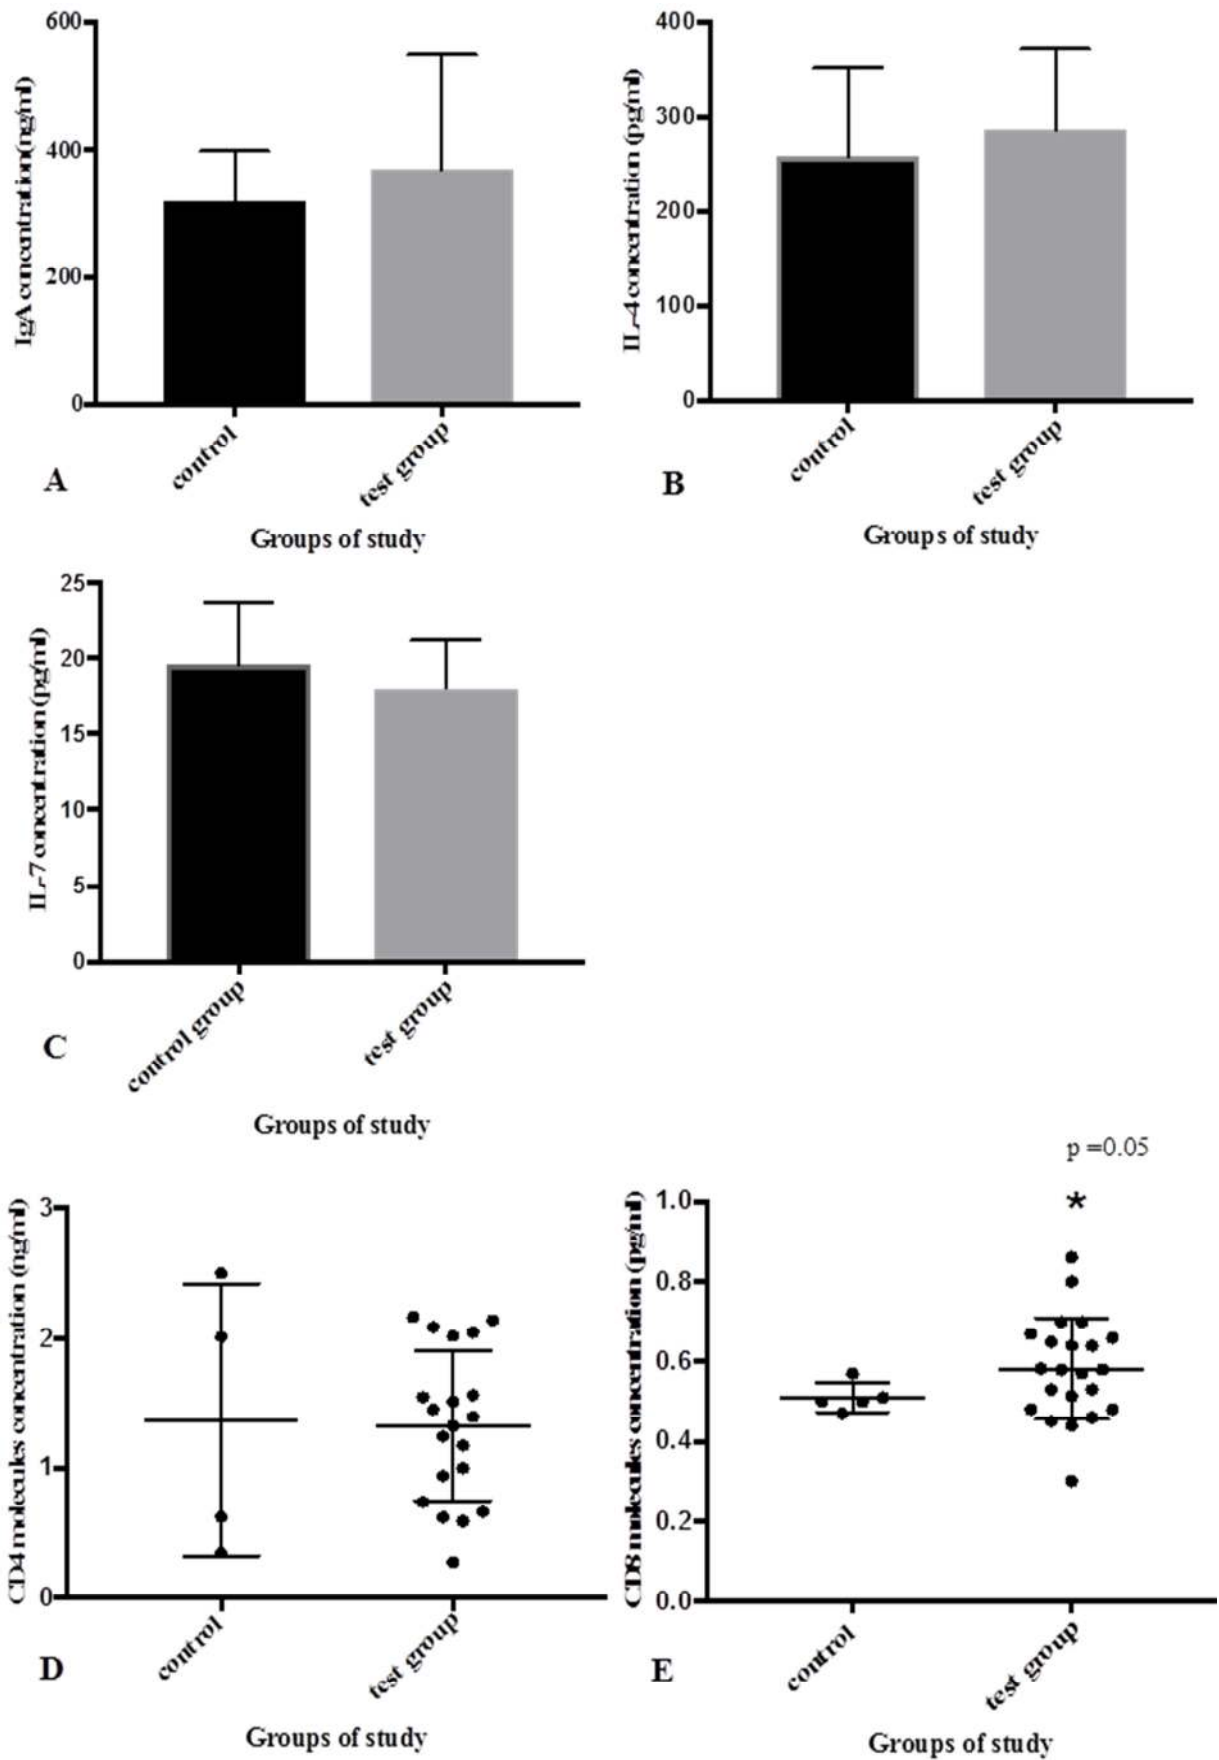 600
400
200
0
IgA concentration(ng/ml)
control
test group
A
Groups of study
400
300
200
100
0
IL-4 concentration (pg/ml)
control
test group
B
Groups of study
25
20
15
10
5
0
IL-7 concentration (pg/ml)
control group
test group
C
Groups of study
3
2
1
0
CD4 molecules concentration (ng/ml)
control
test group
D
Groups of study
p =0.05
*
1.0
0.8
0.6
0.4
0.2
0.0
CD8 molecules concentration (pg/ml)
control
test group
E
Groups of study